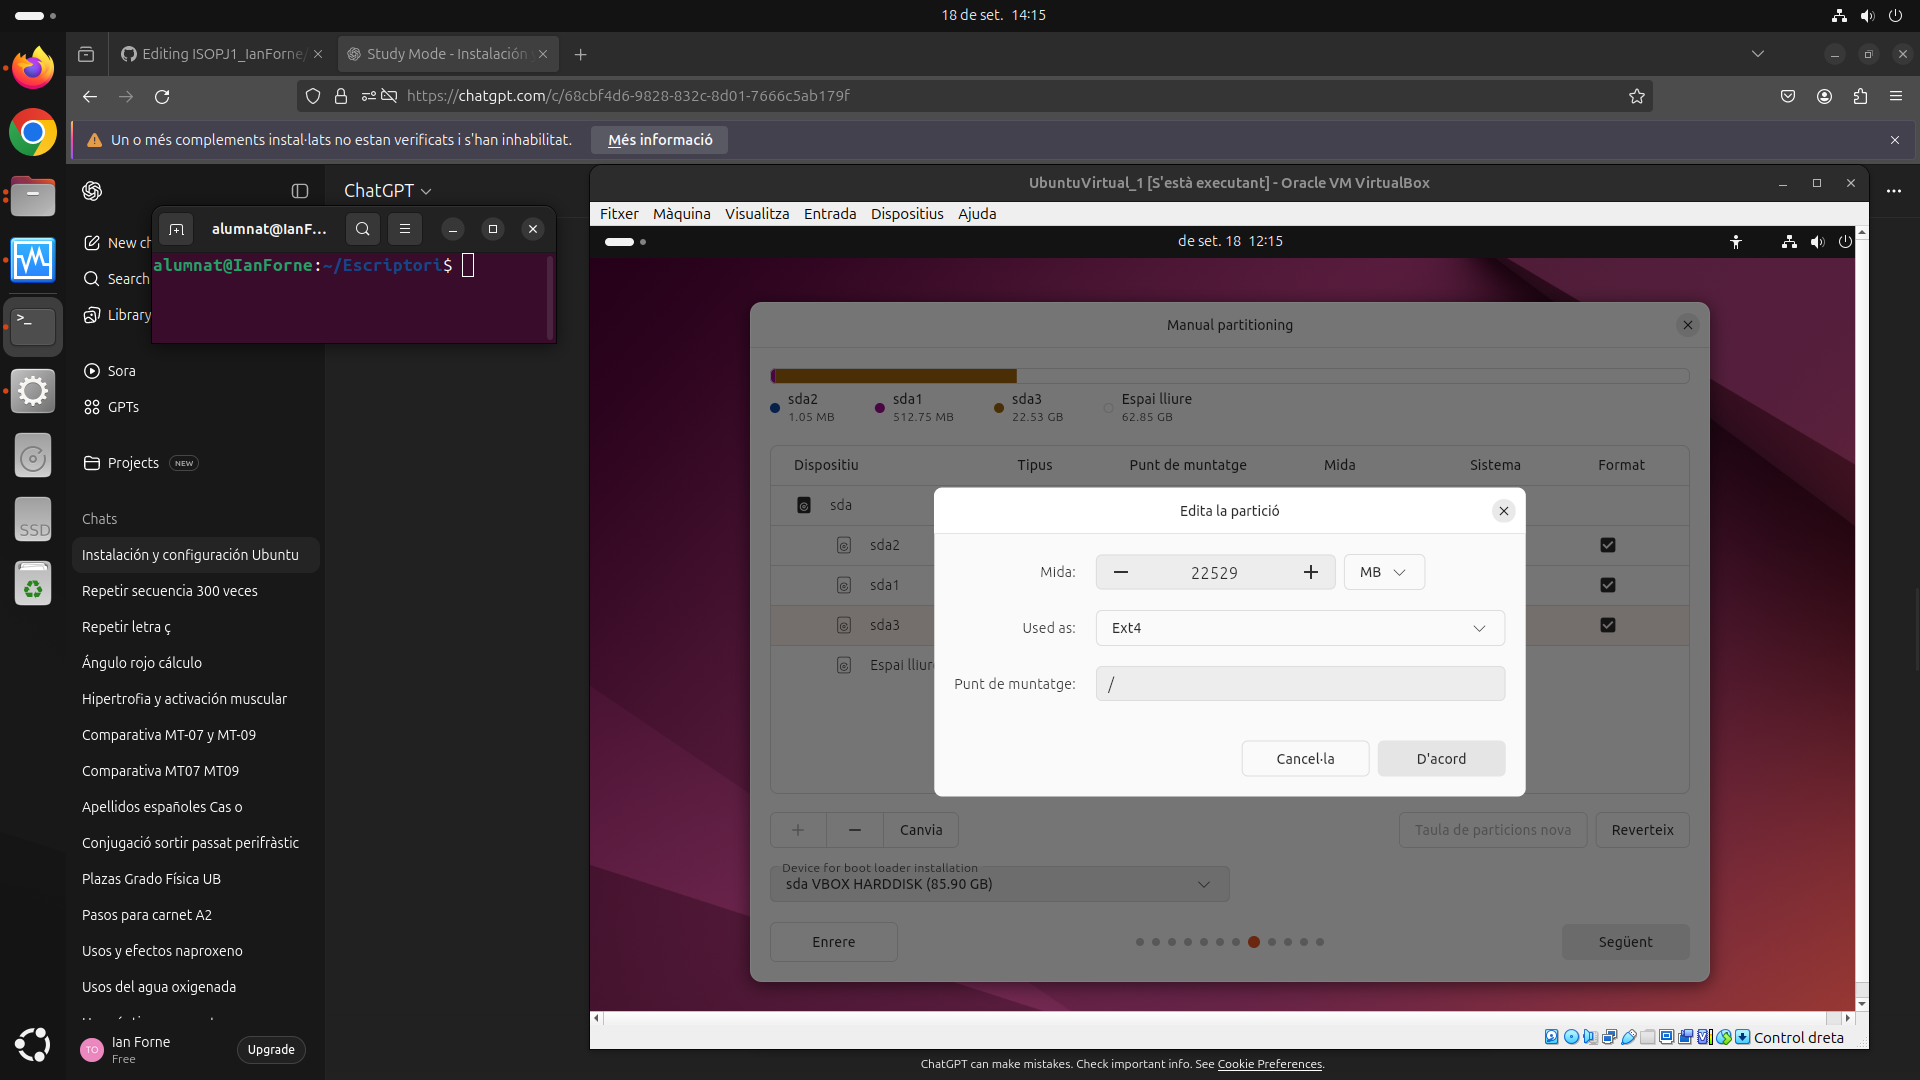 18 de set. 14:15
Editing ISOPJ1_IanForne/
Study Mode - Instalación
https://chatgpt.com/c/68cbf4d6-9828-832c-8d01-7666c5ab179f
Un o més complements instal·lats no estan verificats i s'han inhabilitat.
Més informació
ChatGPT
New ch
Search
Library
Sora
GPTs
Projects
NEW
Chats
Instalación y configuración Ubuntu
Repetir secuencia 300 veces
Repetir letra ç
Ángulo rojo cálculo
Hipertrofia y activación muscular
Comparativa MT-07 y MT-09
Comparativa MT07 MT09
Apellidos españoles Cas o
Conjugació sortir passat perifràstic
Plazas Grado Física UB
Pasos para carnet A2
Usos y efectos naproxeno
Usos del agua oxigenada
TO
Ian Forne
Free
Upgrade
SSD
alumnat@IanF...
alumnat@IanForne:~/Escriptori$
UbuntuVirtual_1 [S'està executant] - Oracle VM VirtualBox
Fitxer Màquina Visualitza Entrada Dispositius Ajuda
de set. 18 12:15
Manual partitioning
sda2
1.05 MB
sda1
512.75 MB
sda3
22.53 GB
Espai lliure
62.85 GB
Dispositiu Tipus Punt de muntatge Mida Sistema Format
sda
sda2
sda1
sda3
Espai lliure
Edita la partició
Mida: 22529 MB
Used as: Ext4
Punt de muntatge: /
Cancel·la
D'acord
Canvia
Taula de particions nova
Reverteix
Device for boot loader installation
sda VBOX HARDDISK (85.90 GB)
Enrere
Següent
Control dreta
ChatGPT can make mistakes. Check important info. See Cookie Preferences.